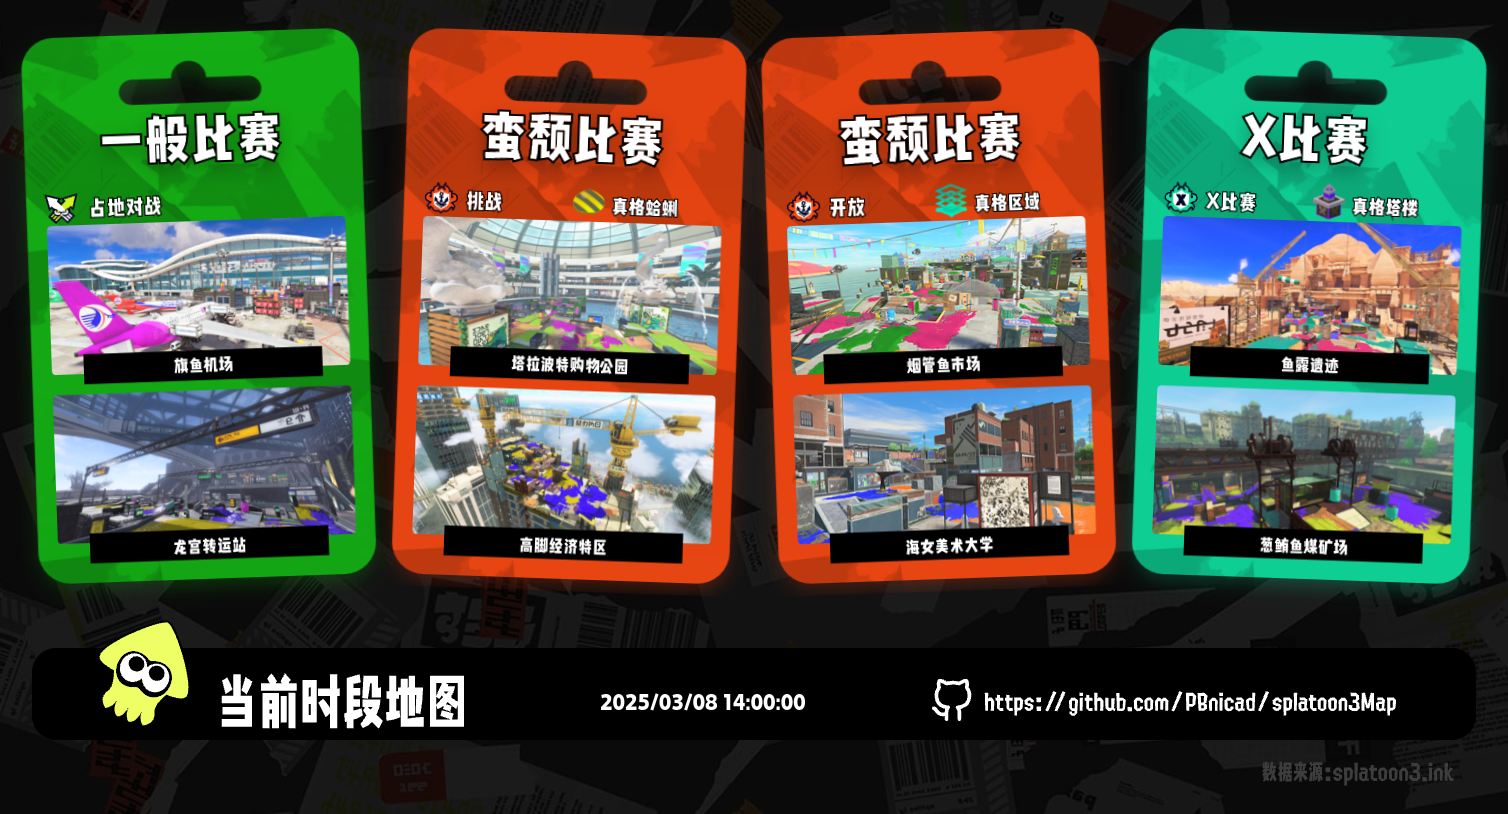 一般比赛
占地对战
旗鱼机场
龙宫转运站
蛮颓比赛
挑战
真格蛤蜊
塔拉波特购物公园
高脚经济特区
蛮颓比赛
开放
真格区域
烟管鱼市场
海女美术大学
X比赛
X比赛
真格塔楼
鱼露遗迹
葱鲔鱼煤矿场
当前时段地图
2025/03/08 14:00:00
https://github.com/PBnicad/splatoon3Map
数据来源:splatoon3.ink